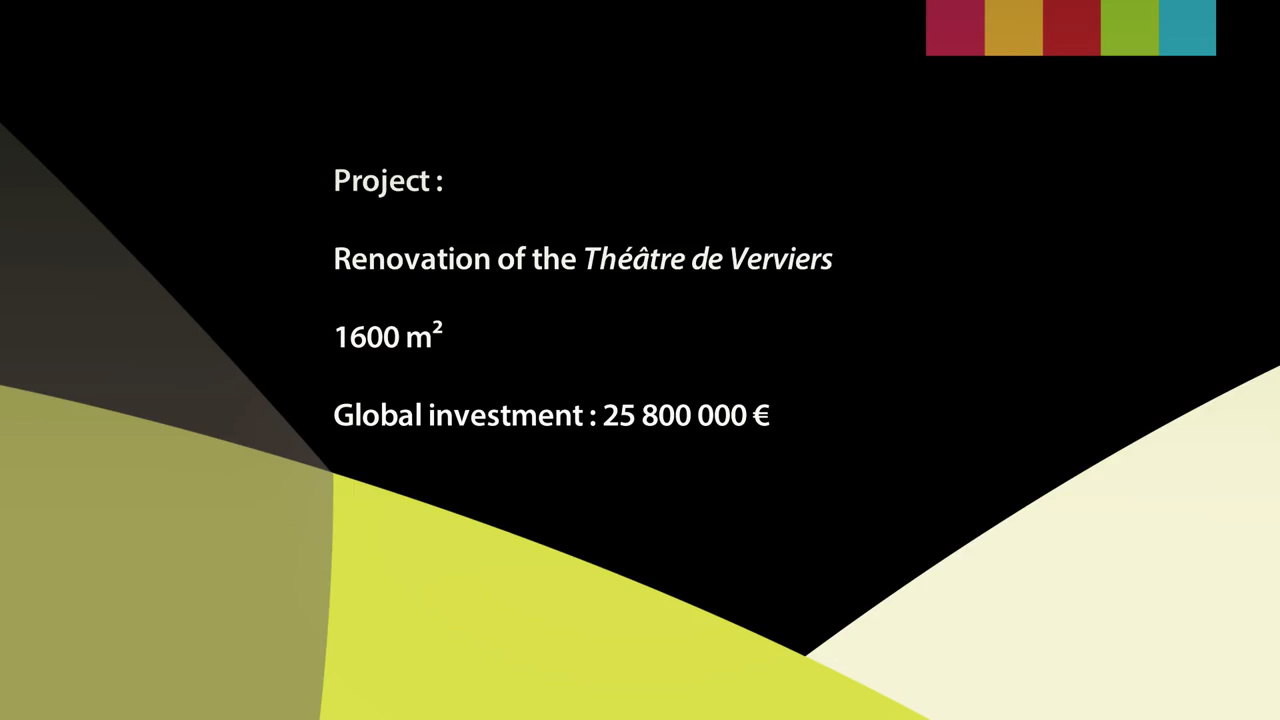 Project :
Renovation of the Théâtre de Verviers
1600 m²
Global investment : 25 800 000 €